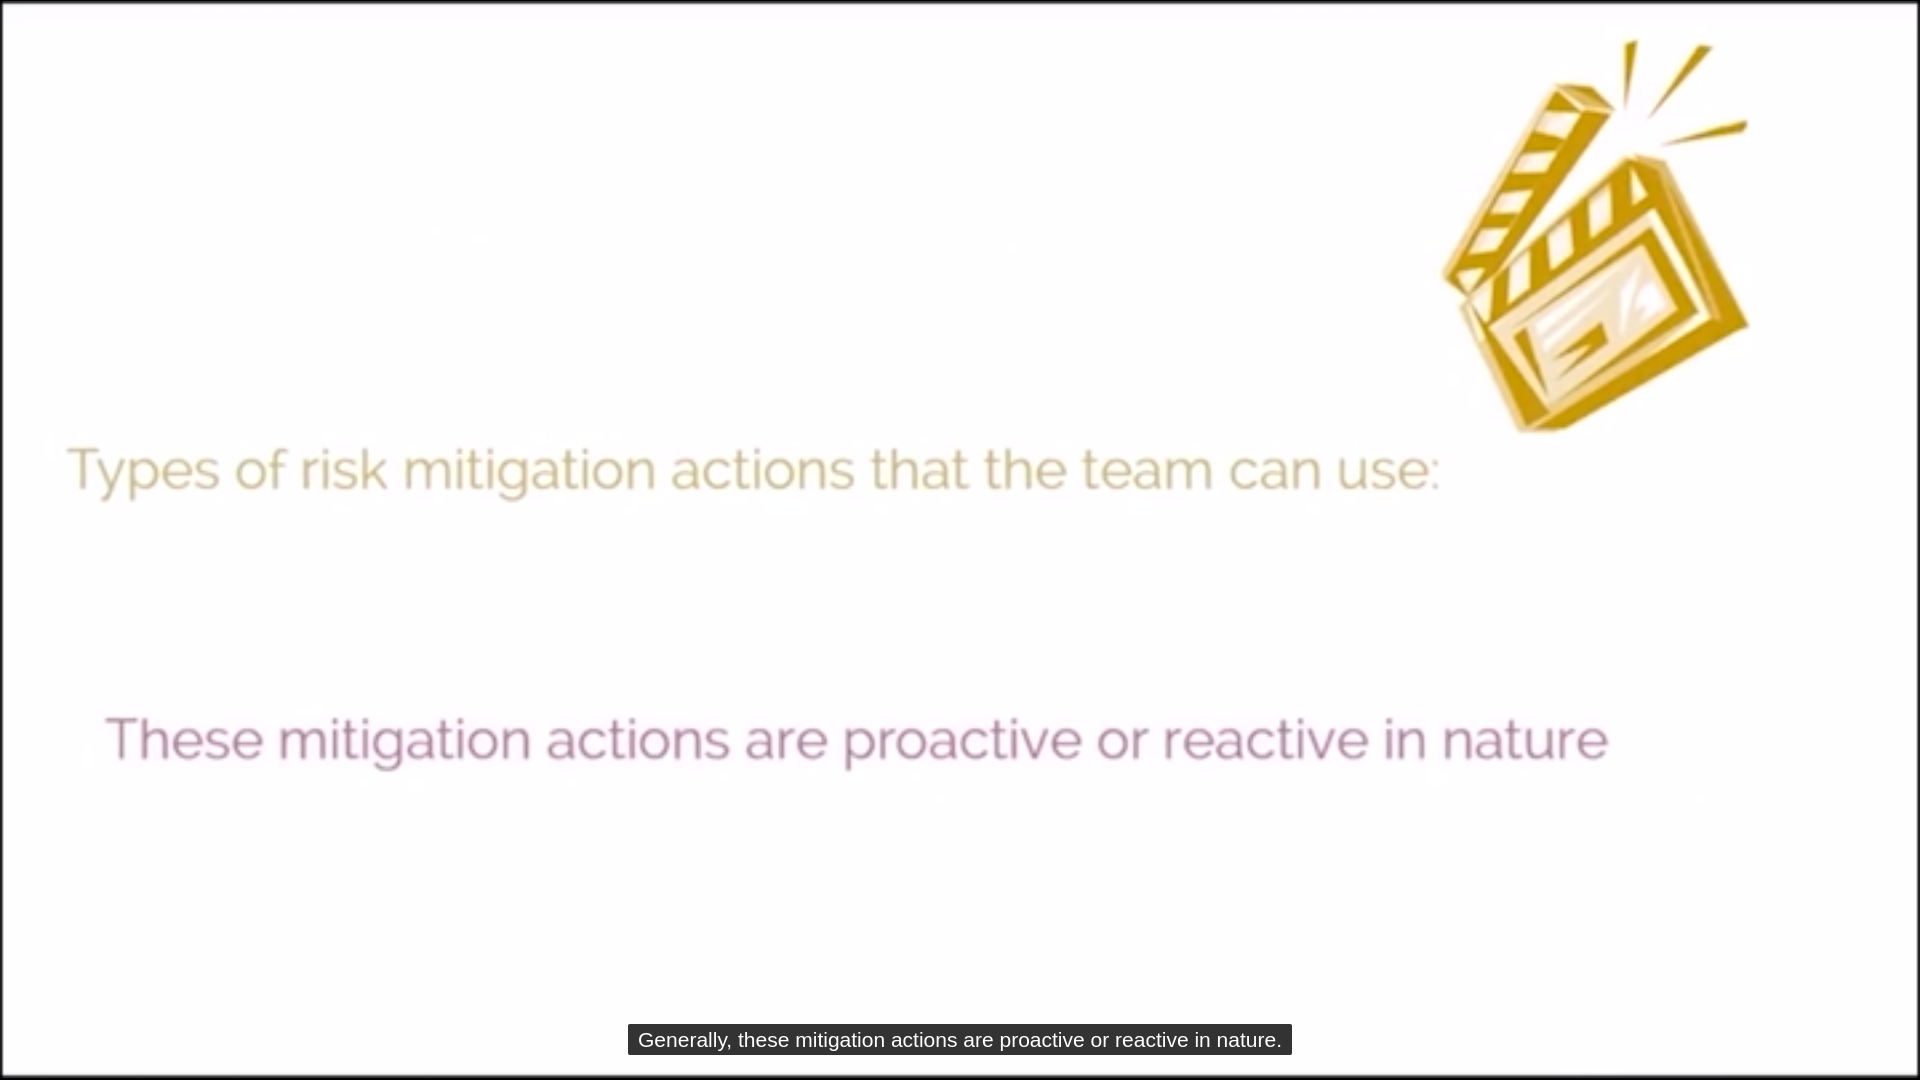 Types of risk mitigation actions that the team can use:
These mitigation actions are proactive or reactive in nature
Generally, these mitigation actions are proactive or reactive in nature.